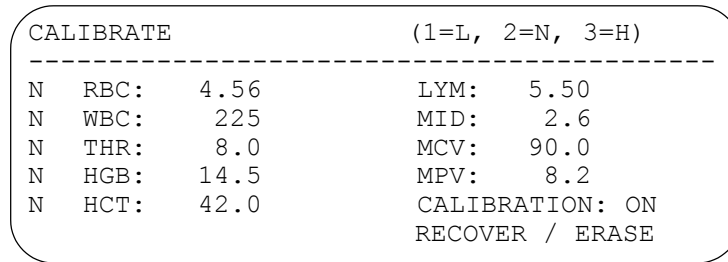 CALIBRATE (1=L, 2=N, 3=H)
--------------------------------------------
N RBC: 4.56 LYM: 5.50
N WBC: 225 MID: 2.6
N THR: 8.0 MCV: 90.0
N HGB: 14.5 MPV: 8.2
N HCT: 42.0 CALIBRATION: ON
RECOVER / ERASE